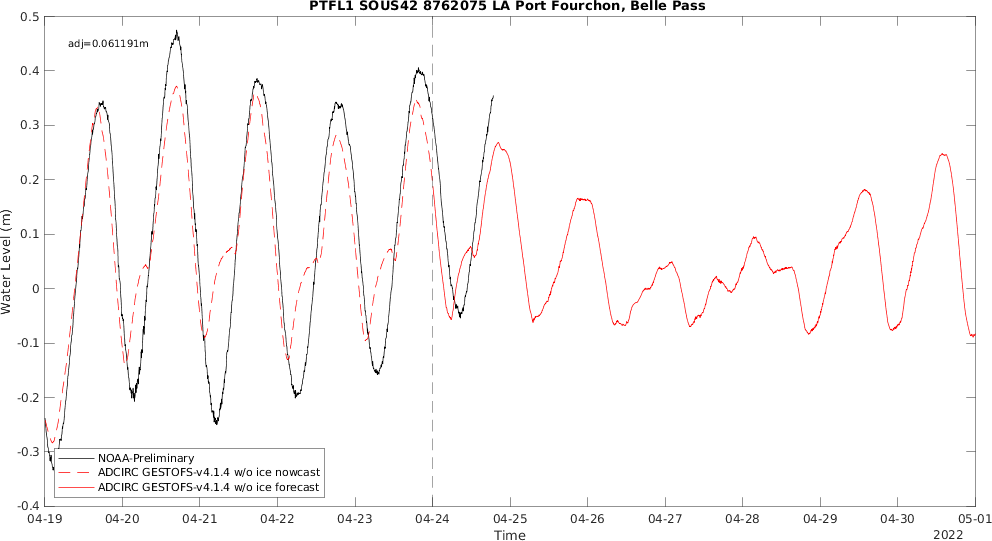 PTFL1 SOUS42 8762075 LA Port Fourchon, Belle Pass
0.5
adj=0.061191m
0.4
0.3
0.2
0.1
0
-0.1
-0.2
-0.3
-0.4
Water Level (m)
NOAA-Preliminary
ADCIRC GESTOFS-v4.1.4 w/o ice nowcast
ADCIRC GESTOFS-v4.1.4 w/o ice forecast
04-19 04-20 04-21 04-22 04-23 04-24 04-25 04-26 04-27 04-28 04-29 04-30 05-01
Time
2022